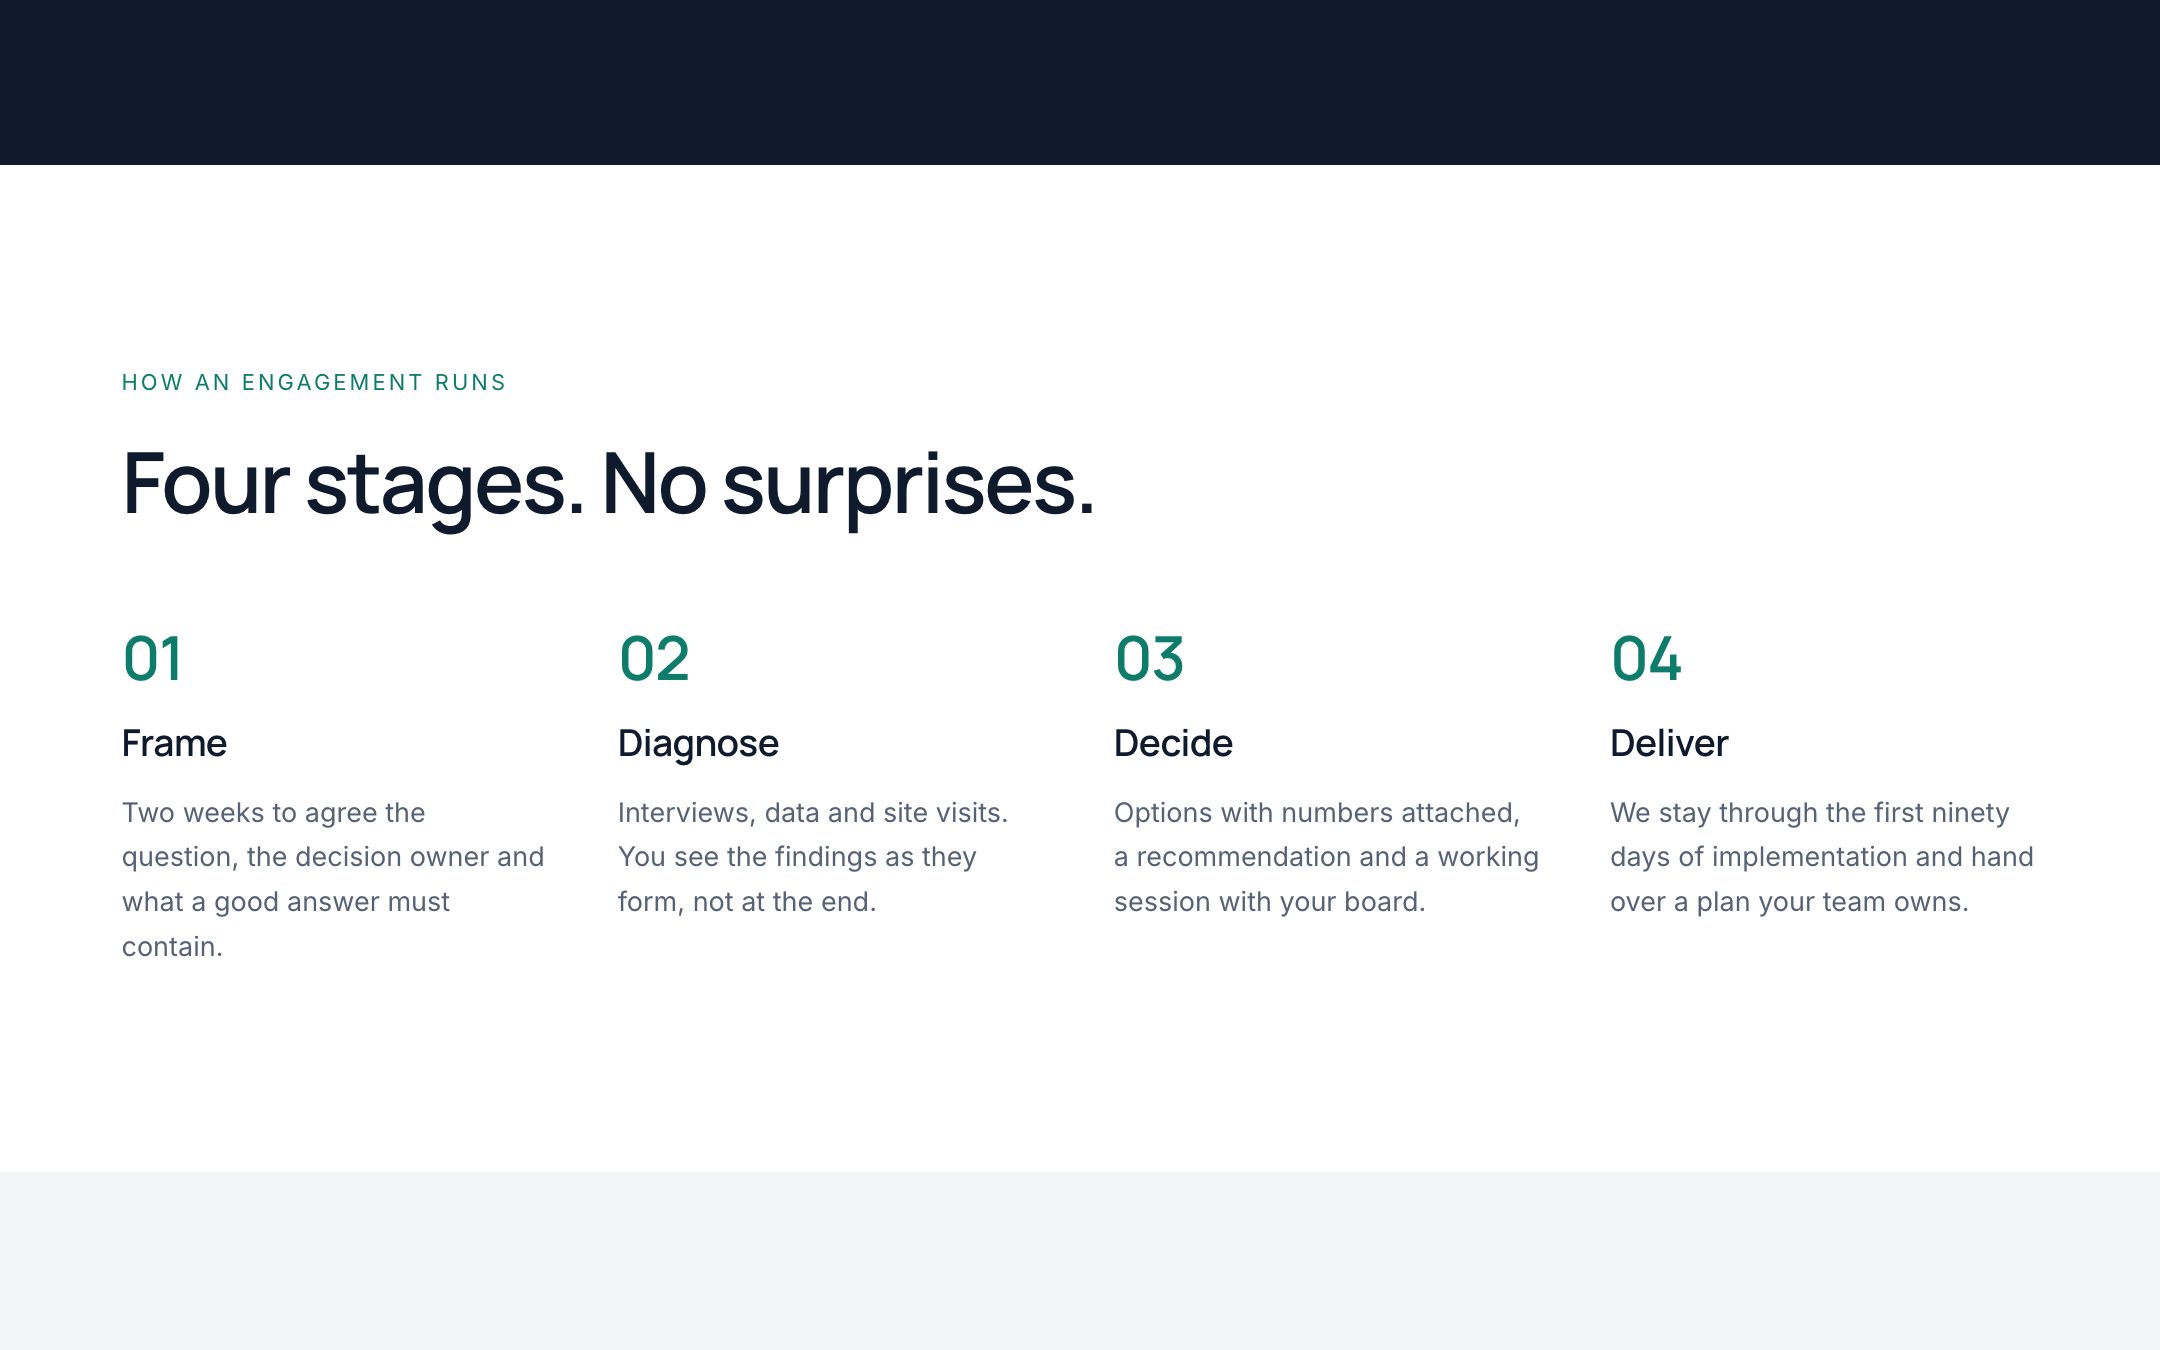 HOW AN ENGAGEMENT RUNS
Four stages. No surprises.
01
Frame
Two weeks to agree the
question, the decision owner and
what a good answer must
contain.
02
Diagnose
Interviews, data and site visits.
You see the findings as they
form, not at the end.
03
Decide
Options with numbers attached,
a recommendation and a working
session with your board.
04
Deliver
We stay through the first ninety
days of implementation and hand
over a plan your team owns.